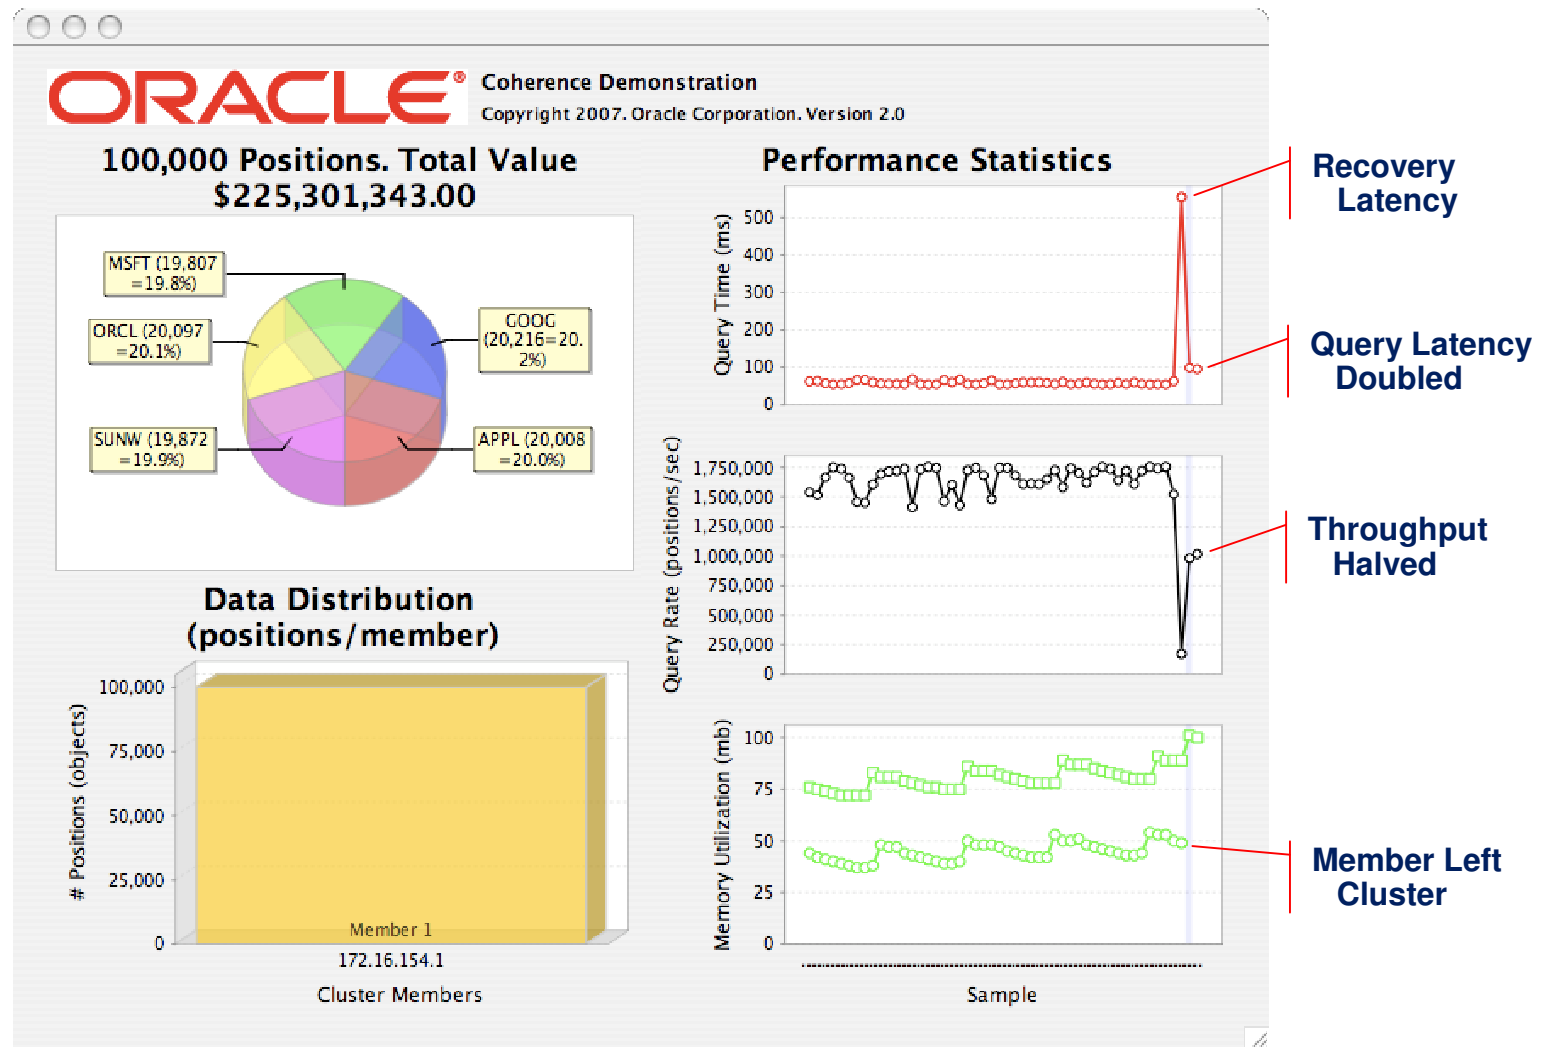 ORACLE®
Coherence Demonstration
Copyright 2007. Oracle Corporation. Version 2.0
100,000 Positions. Total Value
$225,301,343.00
MSFT (19,807
=19.8%)
ORCL (20,097
=20.1%)
GOOG
(20,216=20.
2%)
SUNW (19,872
=19.9%)
APPL (20,008
=20.0%)
Data Distribution
(positions/member)
# Positions (objects)
100,000
75,000
50,000
25,000
0
Member 1
172.16.154.1
Cluster Members
Performance Statistics
Query Time (ms)
500
400
300
200
100
0
Query Rate (positions/sec)
1,750,000
1,500,000
1,250,000
1,000,000
750,000
500,000
250,000
0
Memory Utilization (mb)
100
75
50
25
0
Sample
Recovery
Latency
Query Latency
Doubled
Throughput
Halved
Member Left
Cluster